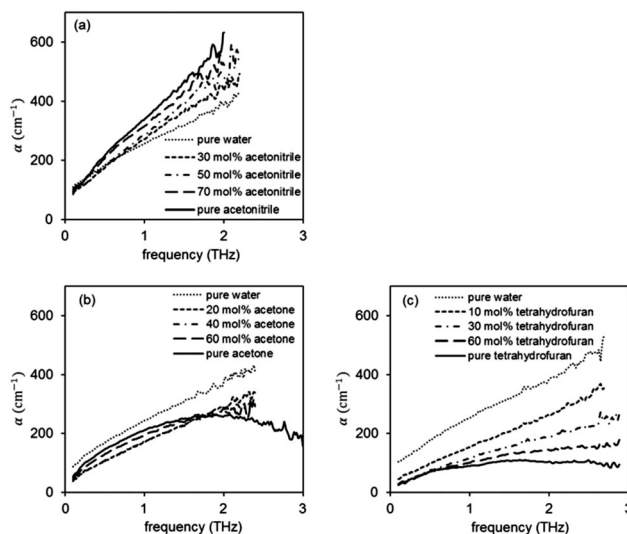 (a)
600
400
200
0
α (cm⁻¹)
pure water
30 mol% acetonitrile
50 mol% acetonitrile
70 mol% acetonitrile
pure acetonitrile
0 1 2 3
frequency (THz)
(b)
600
400
200
0
α (cm⁻¹)
pure water
20 mol% acetone
40 mol% acetone
60 mol% acetone
pure acetone
0 1 2 3
frequency (THz)
(c)
600
400
200
0
α (cm⁻¹)
pure water
10 mol% tetrahydrofuran
30 mol% tetrahydrofuran
60 mol% tetrahydrofuran
pure tetrahydrofuran
0 1 2 3
frequency (THz)